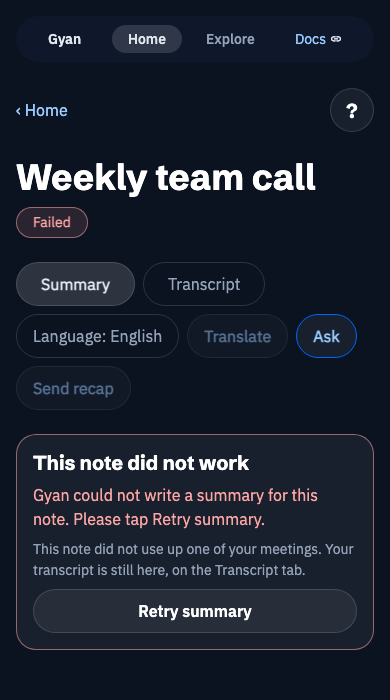 Gyan Home Explore Docs
‹ Home
?
Weekly team call
Failed
Summary Transcript
Language: English Translate Ask
Send recap
This note did not work
Gyan could not write a summary for this
note. Please tap Retry summary.
This note did not use up one of your meetings. Your
transcript is still here, on the Transcript tab.
Retry summary